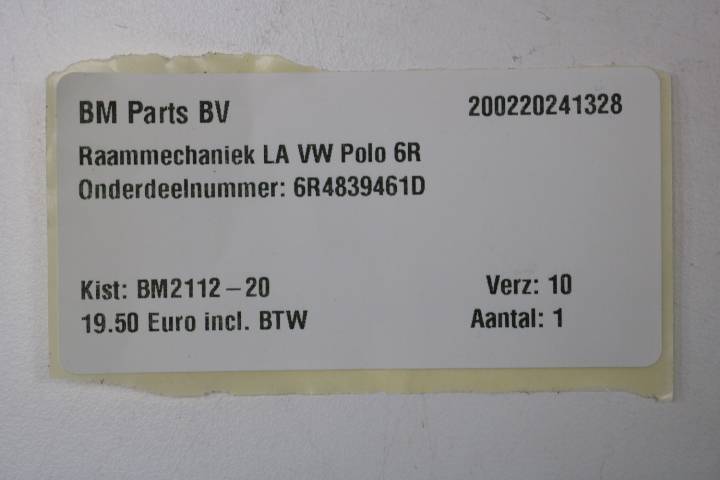 BM Parts BV 200220241328
Raammechaniek LA VW Polo 6R
Onderdeelnummer: 6R4839461D
Kist: BM2112-20 Verz: 10
19.50 Euro incl. BTW Aantal: 1